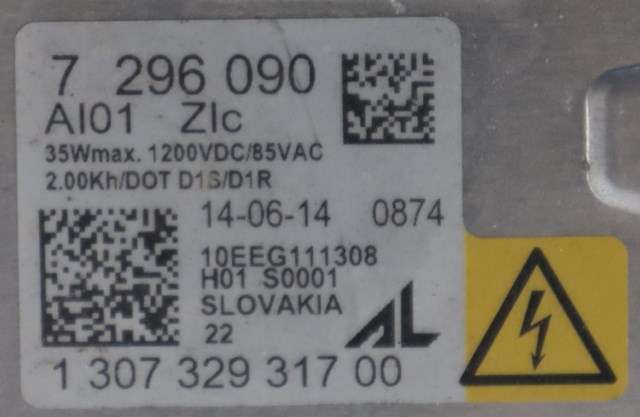 7 296 090
AI01 ZIc
35Wmax. 1200VDC/85VAC
2.00Kh/DOT D1S/D1R
14-06-14 0874
10EEG111308
H01 S0001
SLOVAKIA
22 AL
1 307 329 317 00